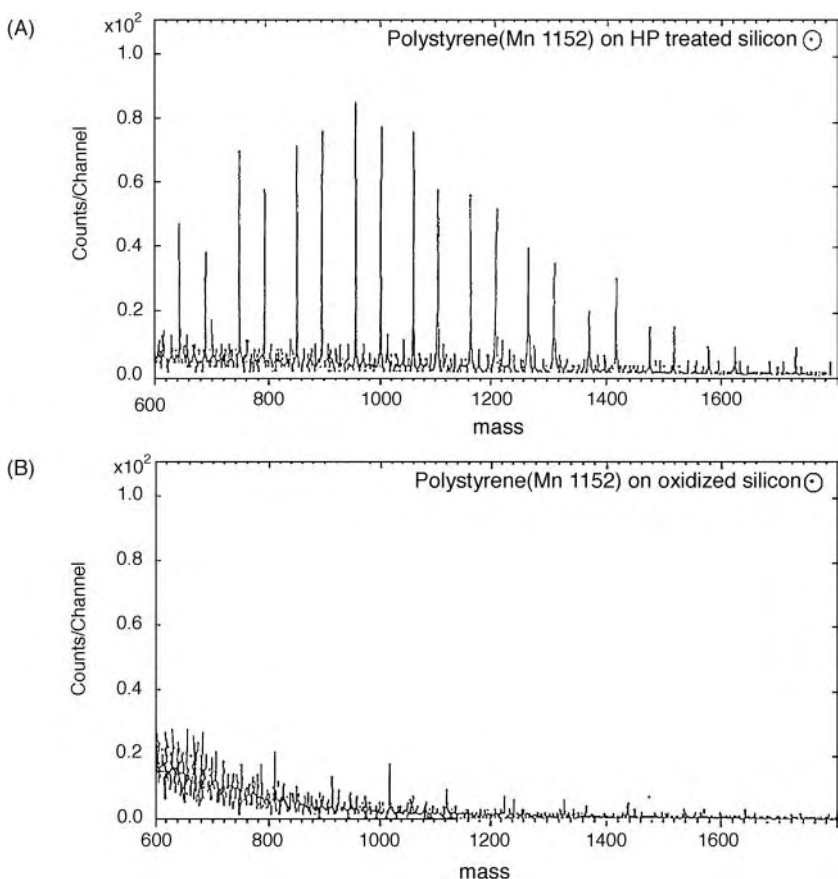 (A)
x10²
Polystyrene(Mn 1152) on HP treated silicon ⊙
1.0
0.8
0.6
0.4
0.2
0.0
Counts/Channel
600 800 1000 1200 1400 1600
mass
(B)
x10²
Polystyrene(Mn 1152) on oxidized silicon ⊙
1.0
0.8
0.6
0.4
0.2
0.0
Counts/Channel
600 800 1000 1200 1400 1600
mass